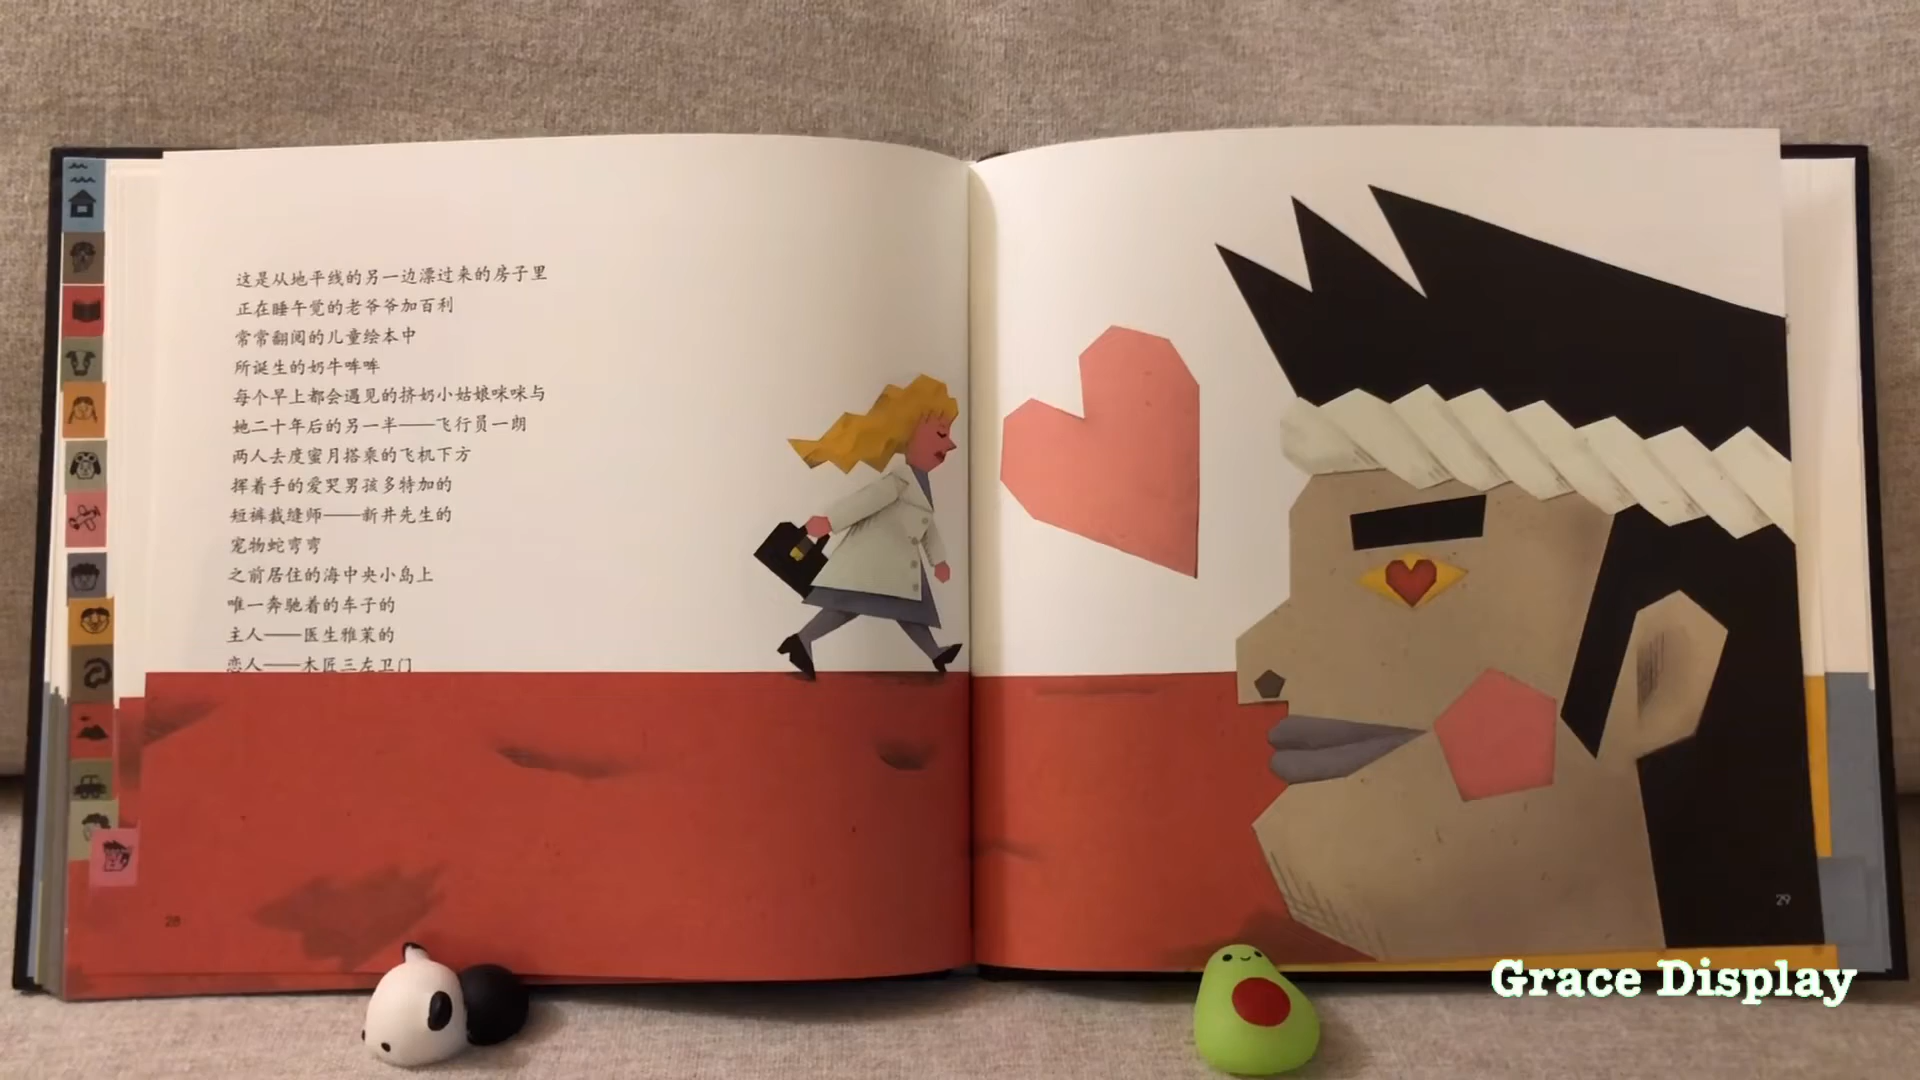 这是从地平线的另一边漂过来的房子里
正在睡午觉的老爷爷加百利
常常翻阅的儿童绘本中
所诞生的奶牛哞哞
每个早上都会遇见的挤奶小姑娘咪咪与
她二十年后的另一半——飞行员一朗
两人去度蜜月搭乘的飞机下方
挥着手的爱哭男孩多特加的
短裤裁缝师——新井先生的
宠物蛇弯弯
之前居住的海中央小岛上
唯一奔驰着的车子的
主人——医生雅茉的
恋人——木匠三左卫门
28
29
Grace Display